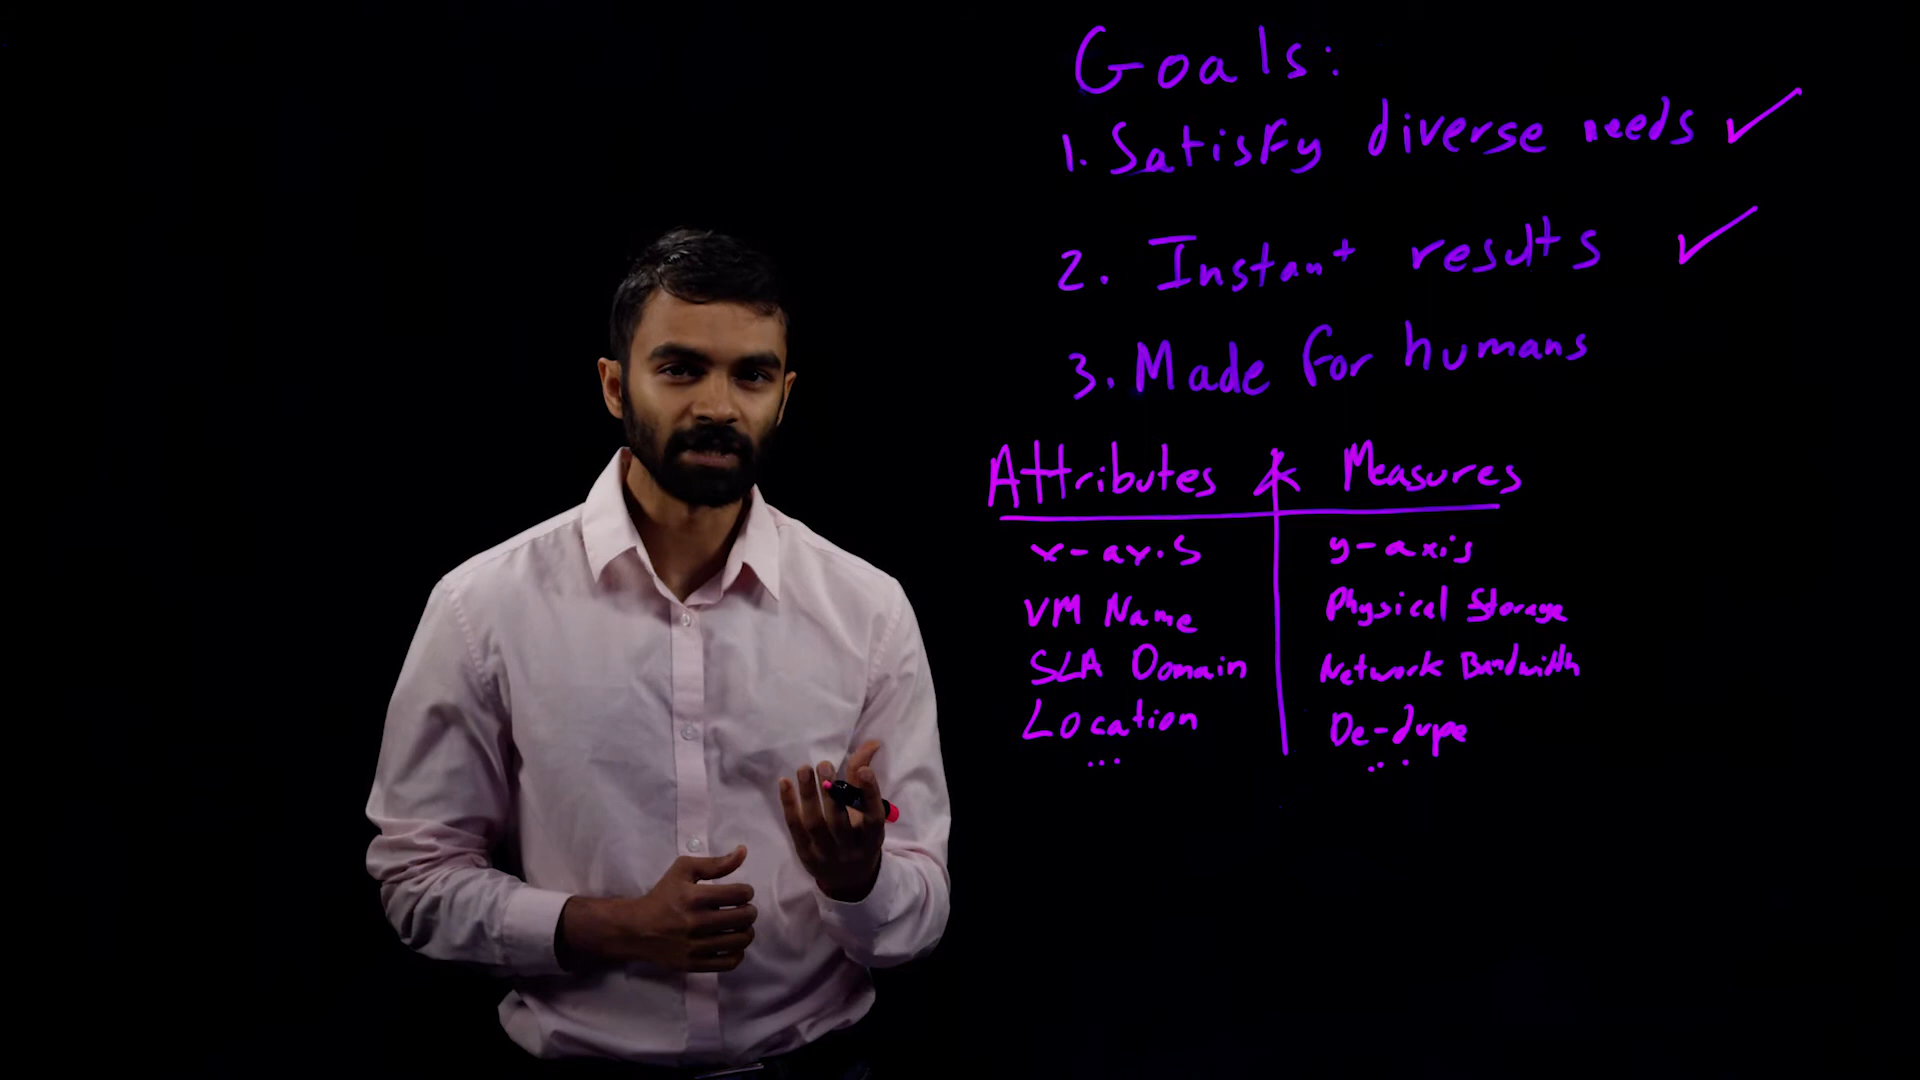 Goals:
1. Satisfy diverse needs ✓
2. Instant results ✓
3. Made for humans
Attributes & Measures
x-axis y-axis
VM Name Physical Storage
SLA Domain Network Bandwidth
Location De-dupe
... ...